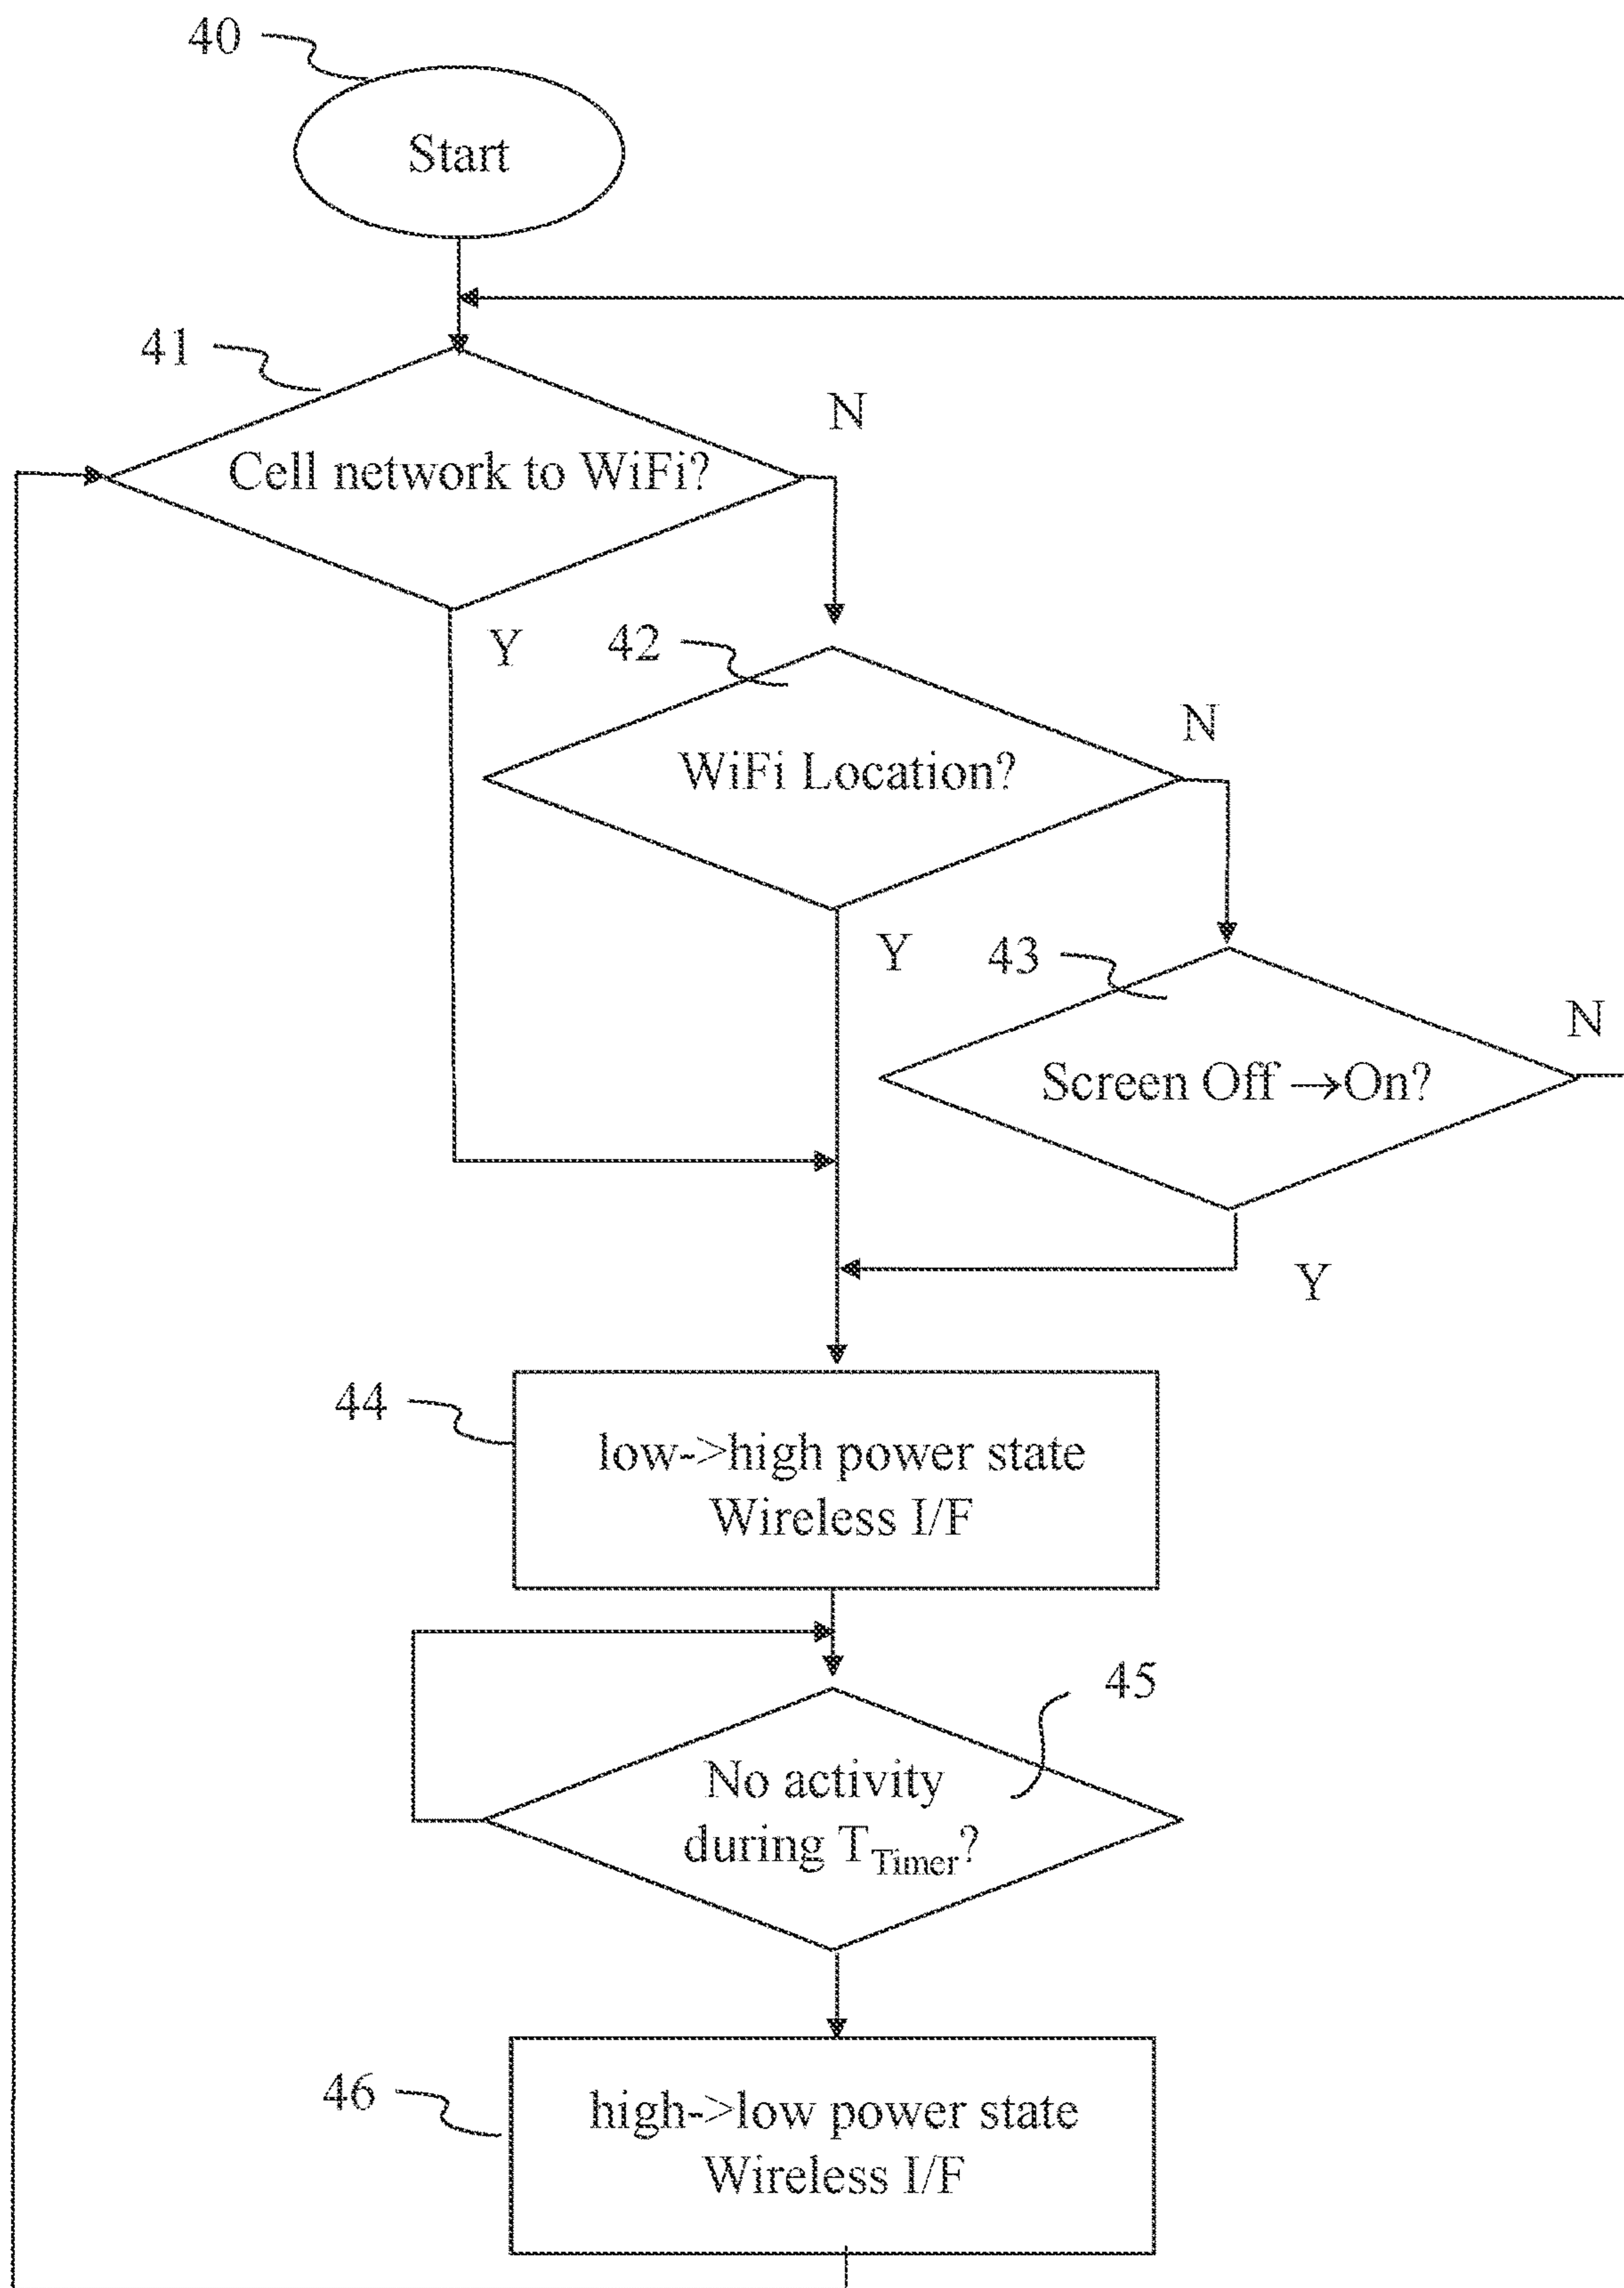 40
Start
41
N
Cell network to WiFi?
Y
42
N
WiFi Location?
Y
43
N
Screen Off →On?
Y
44
low->high power state
Wireless I/F
45
No activity
during T_Timer?
46
high->low power state
Wireless I/F